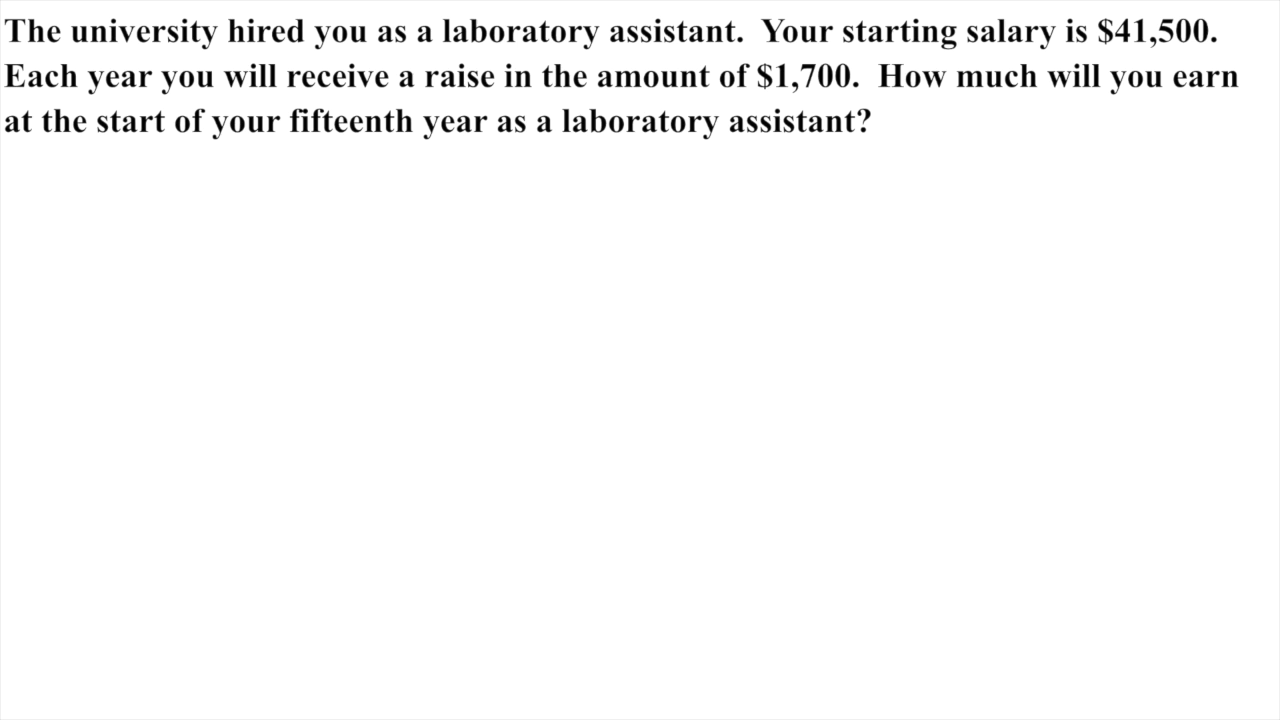 The university hired you as a laboratory assistant.  Your starting salary is $41,500.
Each year you will receive a raise in the amount of $1,700.  How much will you earn
at the start of your fifteenth year as a laboratory assistant?